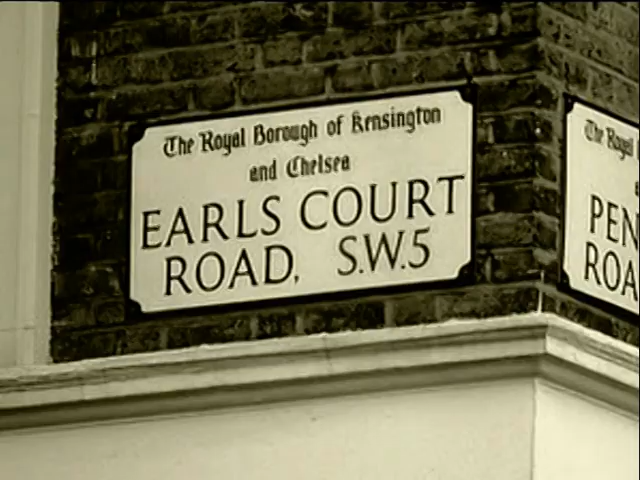 The Royal Borough of Kensington
and Chelsea
EARLS COURT
ROAD, S.W.5
The Royal
PEN
ROA